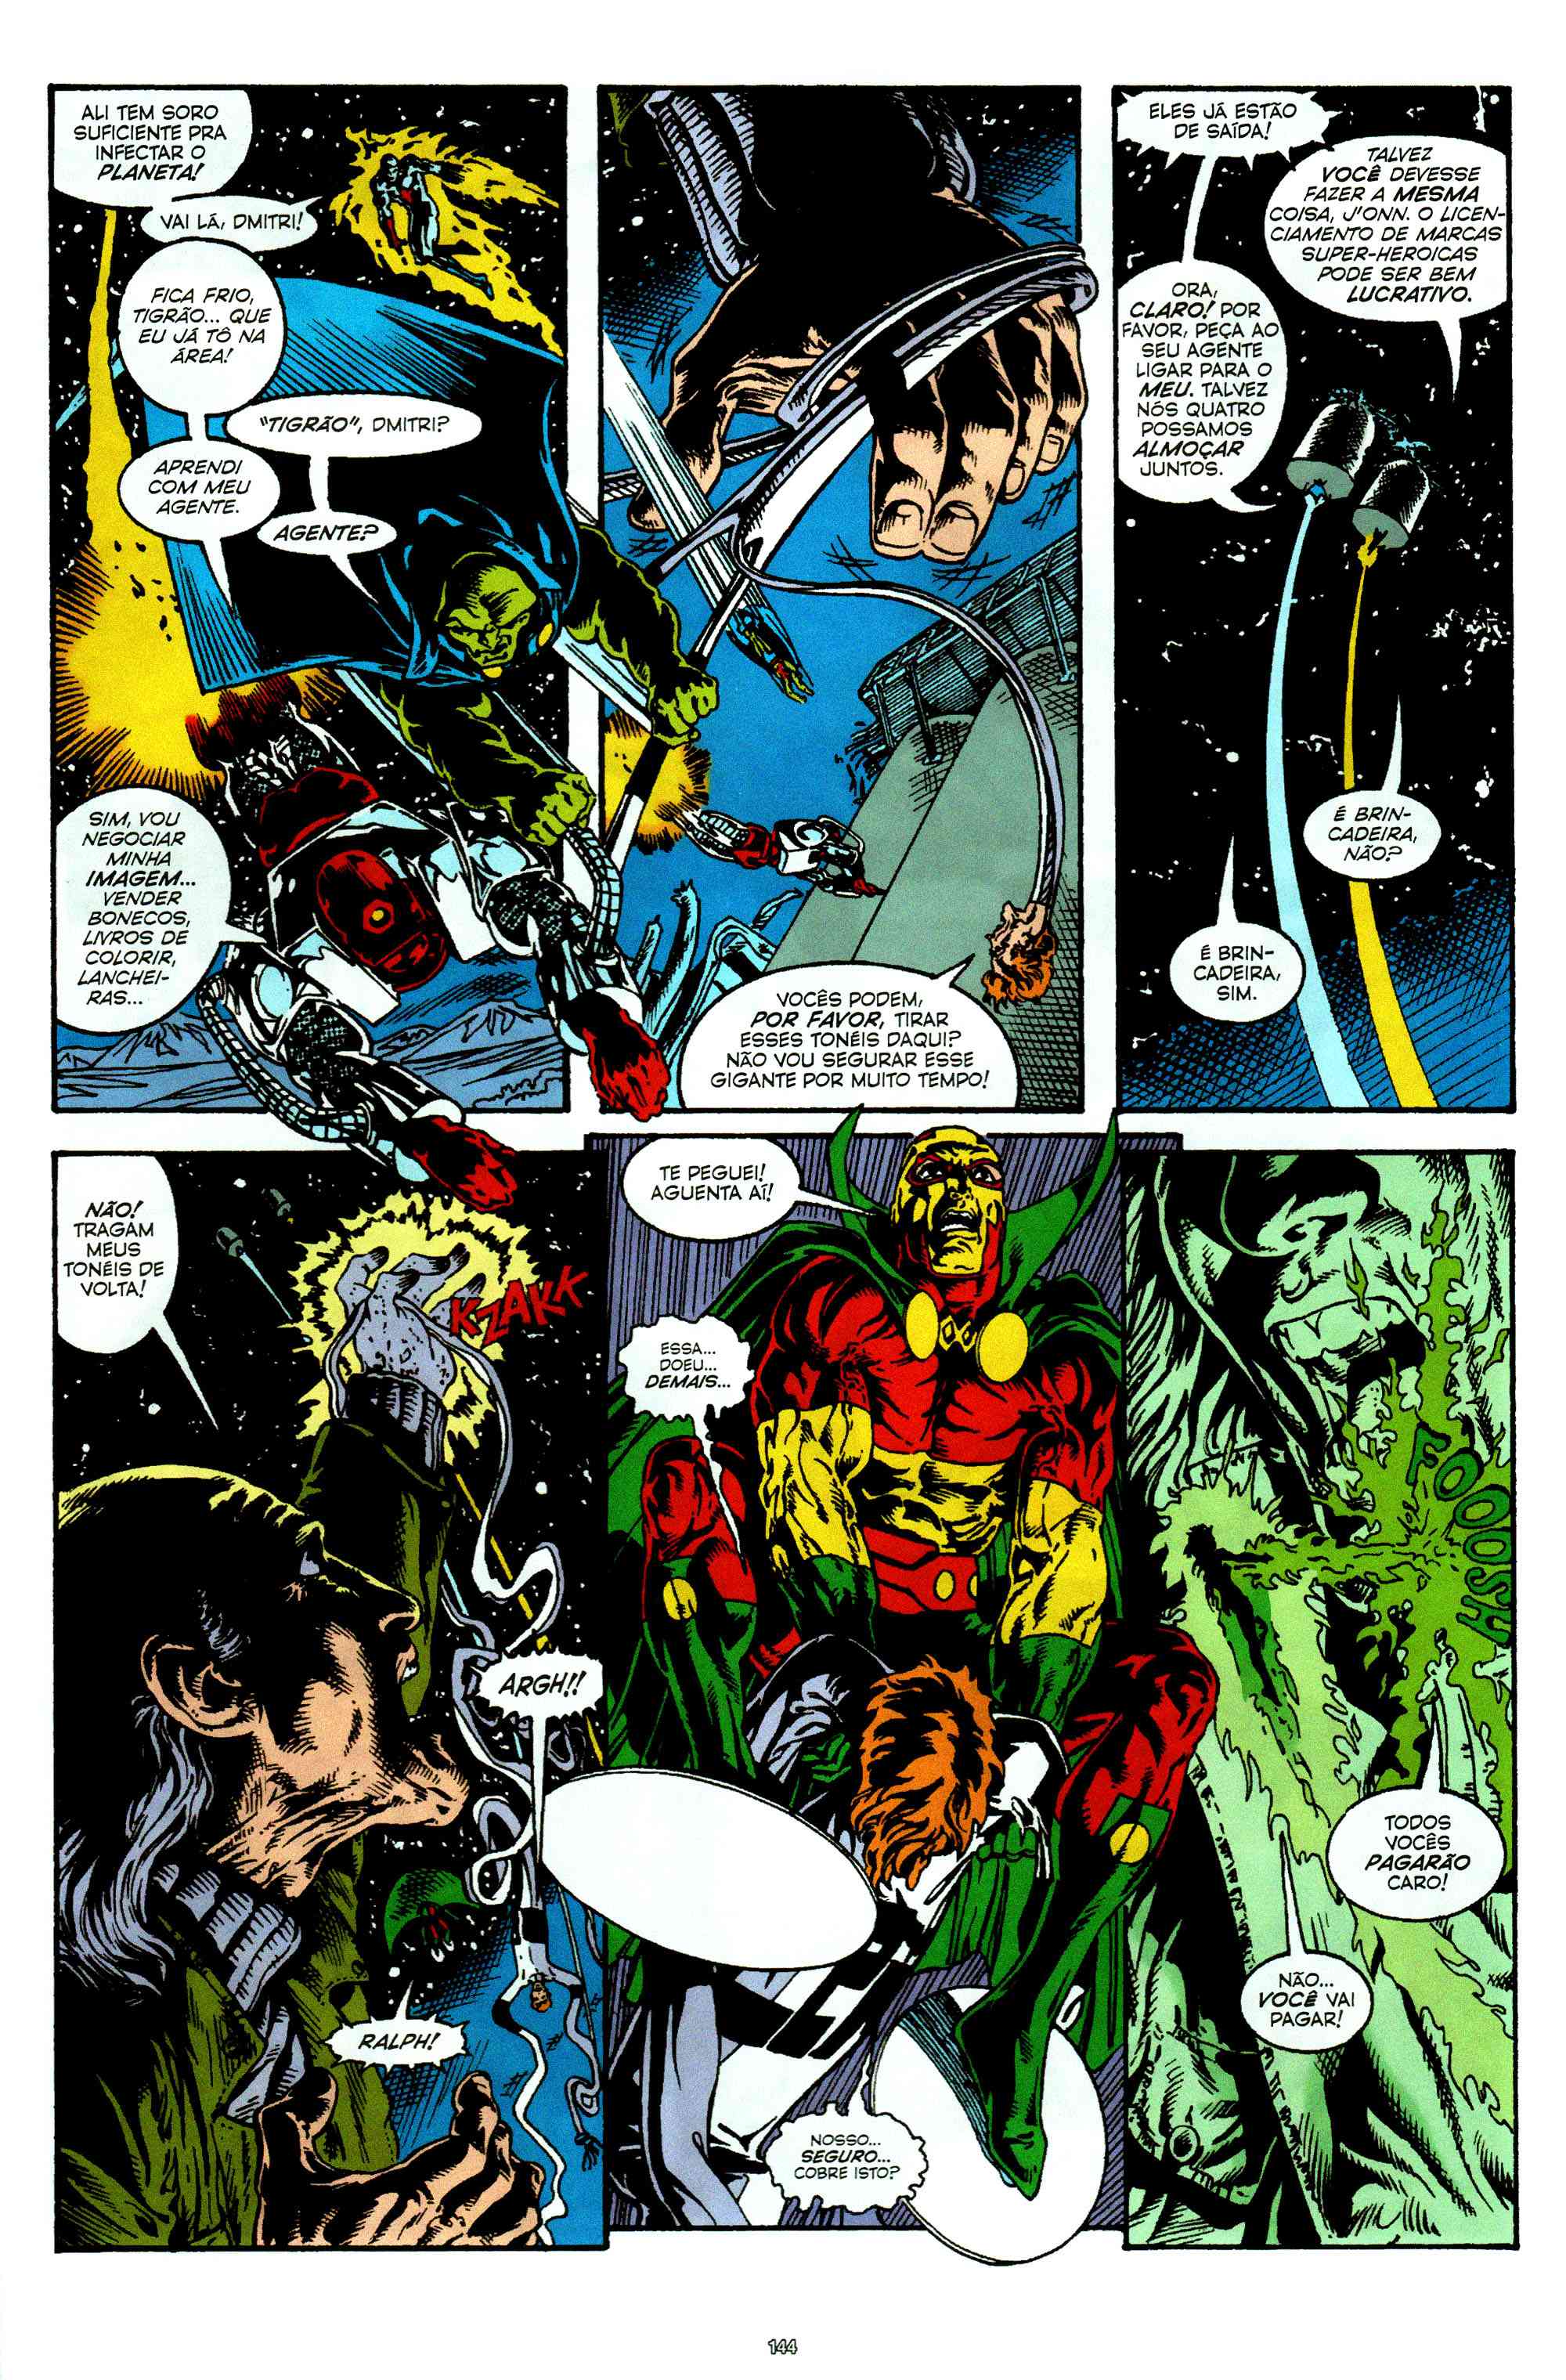 ALI TEM SORO
SUFICIENTE PRA
INFECTAR O
PLANETA!
VAI LÁ, DMITRI!
FICA FRIO,
TIGRÃO... QUE
EU JÁ TÔ NA
ÁREA!
"TIGRÃO", DMITRI?
APRENDI
COM MEU
AGENTE.
AGENTE?
SIM, VOU
NEGOCIAR
MINHA
IMAGEM...
VENDER
BONECOS,
LIVROS DE
COLORIR,
LANCHEI-
RAS...
VOCÊS PODEM,
POR FAVOR, TIRAR
ESSES TONÉIS DAQUI?
NÃO VOU SEGURAR ESSE
GIGANTE POR MUITO TEMPO!
ELES JÁ ESTÃO
DE SAÍDA!
TALVEZ
VOCÊ DEVESSE
FAZER A MESMA
COISA, J'ONN. O LICEN-
CIAMENTO DE MARCAS
SUPER-HEROICAS
PODE SER BEM
LUCRATIVO.
ORA,
CLARO! POR
FAVOR, PEÇA AO
SEU AGENTE
LIGAR PARA O
MEU. TALVEZ
NÓS QUATRO
POSSAMOS
ALMOÇAR
JUNTOS.
É BRIN-
CADEIRA,
NÃO?
É BRIN-
CADEIRA,
SIM.
NÃO!
TRAGAM
MEUS
TONÉIS DE
VOLTA!
KZAKK
ARGH!!
RALPH!
TE PEGUEI!
AGUENTA AÍ!
ESSA...
DOEU...
DEMAIS...
NOSSO...
SEGURO...
COBRE ISTO?
FOOOSH
TODOS
VOCÊS
PAGARÃO
CARO!
NÃO...
VOCÊ VAI
PAGAR!
144